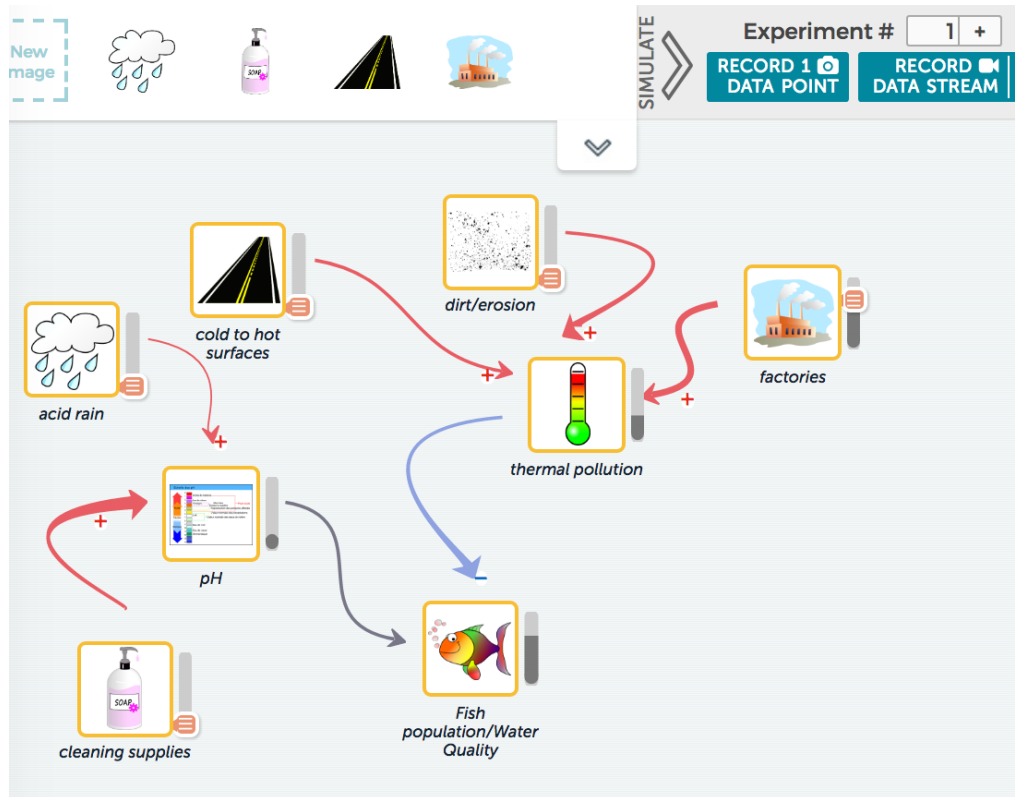 New
mage
SIMULATE
Experiment #
1
+
RECORD 1
DATA POINT
RECORD
DATA STREAM
SOAP
dirt/erosion
cold to hot
surfaces
factories
acid rain
+
+
+
+
thermal pollution
+
pH
−
SOAP
cleaning supplies
Fish
population/Water
Quality